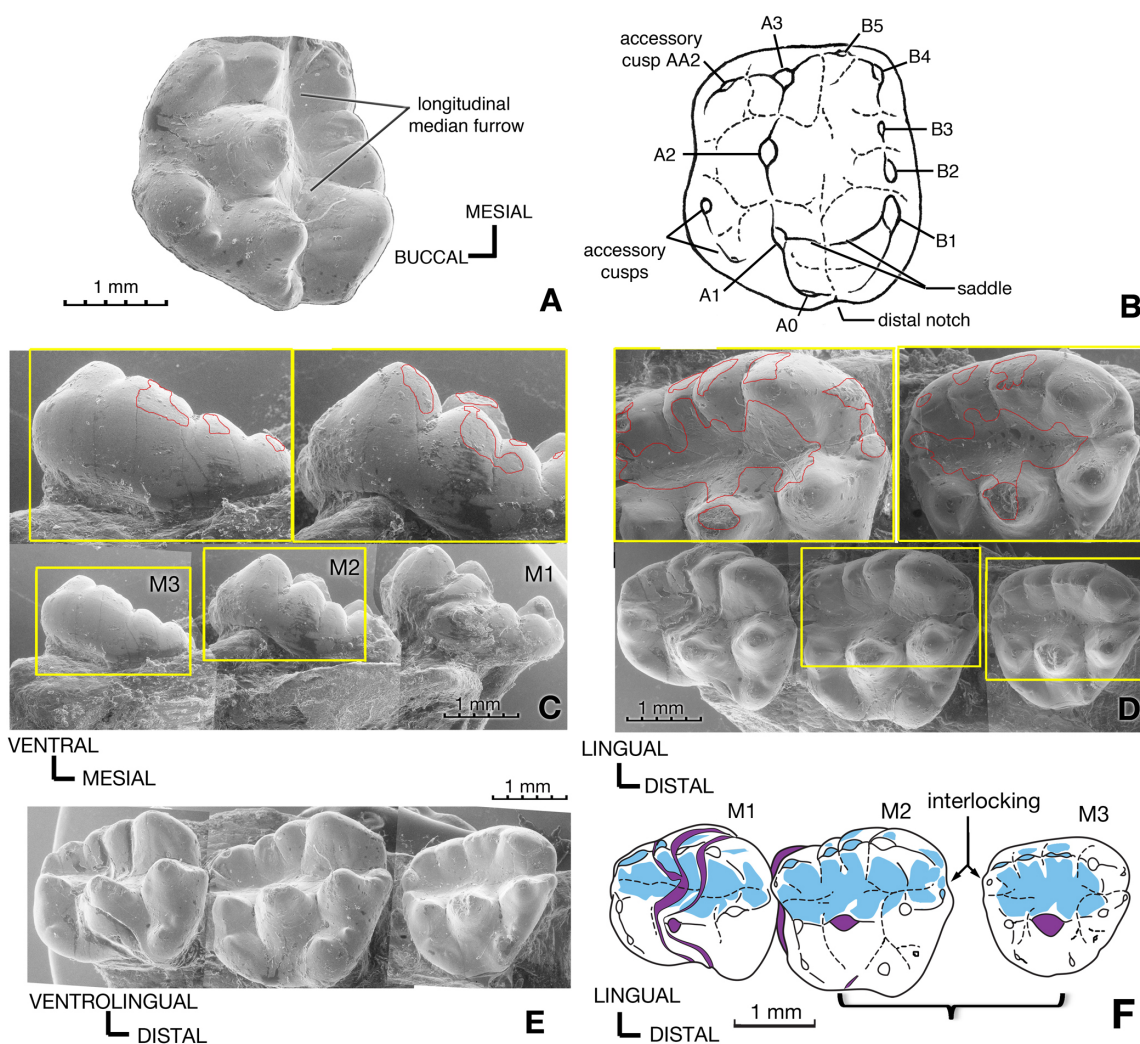 longitudinal
median furrow
MESIAL
BUCCAL
1 mm
A
accessory
cusp AA2
A3
B5
B4
B3
A2
B2
B1
accessory
cusps
A1
saddle
A0
distal notch
B
M3
M2
M1
1 mm
C
VENTRAL
MESIAL
1 mm
D
LINGUAL
DISTAL
1 mm
VENTROLINGUAL
DISTAL
E
interlocking
M1
M2
M3
LINGUAL
DISTAL
1 mm
F